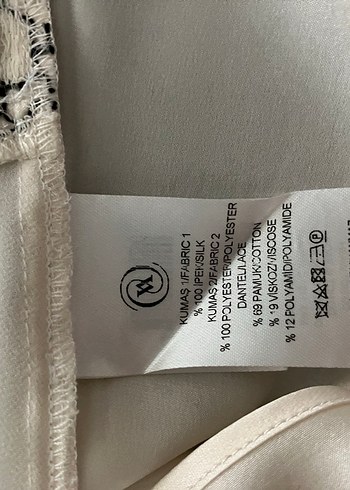 KUMAŞ 1/FABRIC 1
% 100 İPEK/SILK
KUMAŞ 2/FABRIC 2
% 100 POLYESTER/POLYESTER
DANTEL/LACE
% 69 PAMUK/COTTON
% 19 VİSKOZ/VISCOSE
% 12 POLYAMİD/POLYAMIDE